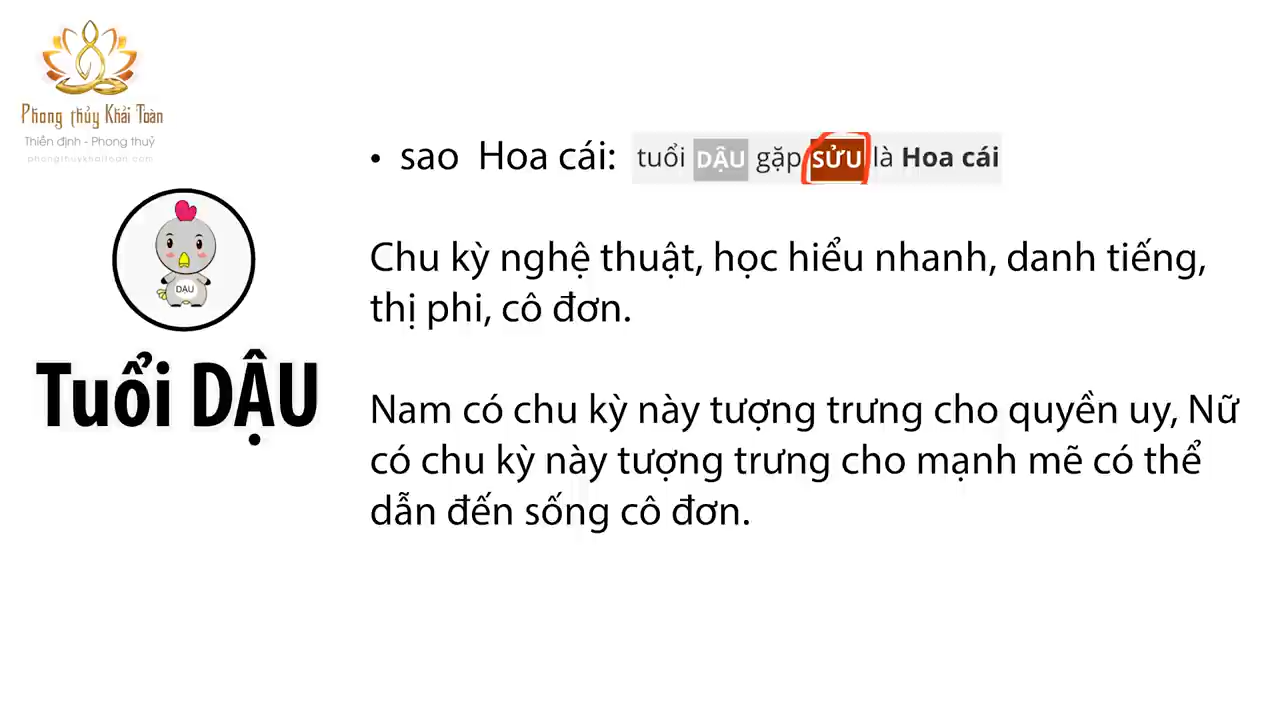 Phong thủy Khải Toàn
Thiền định - Phong thuỷ
phongthuykhaitoan.com
• sao Hoa cái: tuổi DẬU gặp SỬU là Hoa cái
DẬU
Tuổi DẬU
Chu kỳ nghệ thuật, học hiểu nhanh, danh tiếng,
thị phi, cô đơn.
Nam có chu kỳ này tượng trưng cho quyền uy, Nữ
có chu kỳ này tượng trưng cho mạnh mẽ có thể
dẫn đến sống cô đơn.